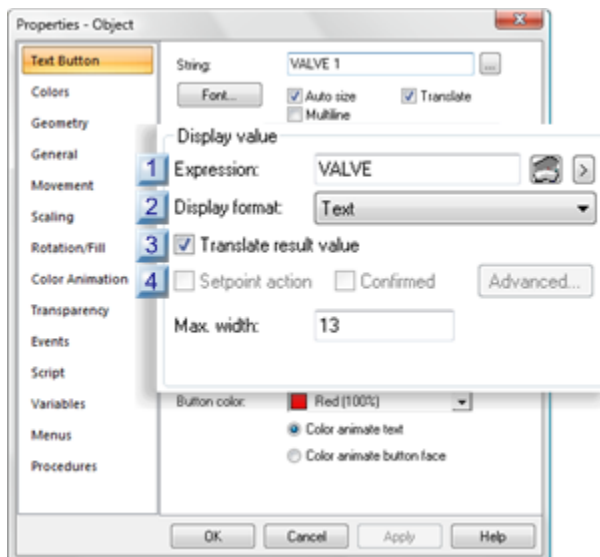 Properties - Object
Text Button
Colors
Geometry
General
Movement
Scaling
Rotation/Fill
Color Animation
Transparency
Events
Script
Variables
Menus
Procedures
String: VALVE 1 ...
Font... Auto size Translate
Multiline
Display value
1 Expression: VALVE >
2 Display format: Text
3 Translate result value
4 Setpoint action Confirmed Advanced...
Max. width: 13
Button color: Red (100%)
Color animate text
Color animate button face
OK Cancel Apply Help